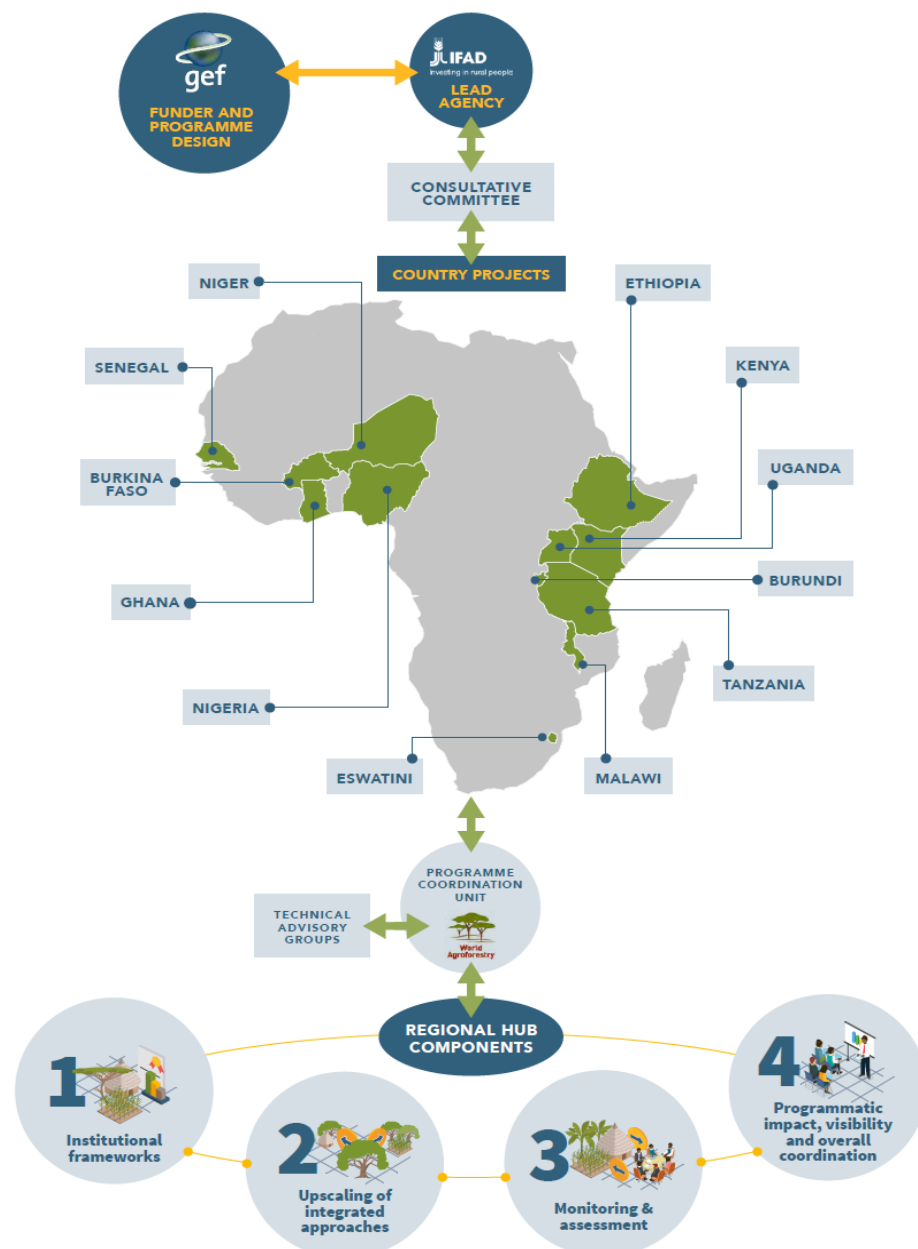 gef
FUNDER AND
PROGRAMME
DESIGN
JLIFAD
Investing in rural people
LEAD
AGENCY
CONSULTATIVE
COMMITTEE
COUNTRY PROJECTS
NIGER
ETHIOPIA
SENEGAL
KENYA
BURKINA
FASO
UGANDA
GHANA
BURUNDI
NIGERIA
TANZANIA
ESWATINI
MALAWI
PROGRAMME
COORDINATION
UNIT
World
Agroforestry
TECHNICAL
ADVISORY
GROUPS
REGIONAL HUB
COMPONENTS
1
Institutional
frameworks
2
Upscaling of
integrated
approaches
3
Monitoring &
assessment
4
Programmatic
impact, visibility
and overall
coordination